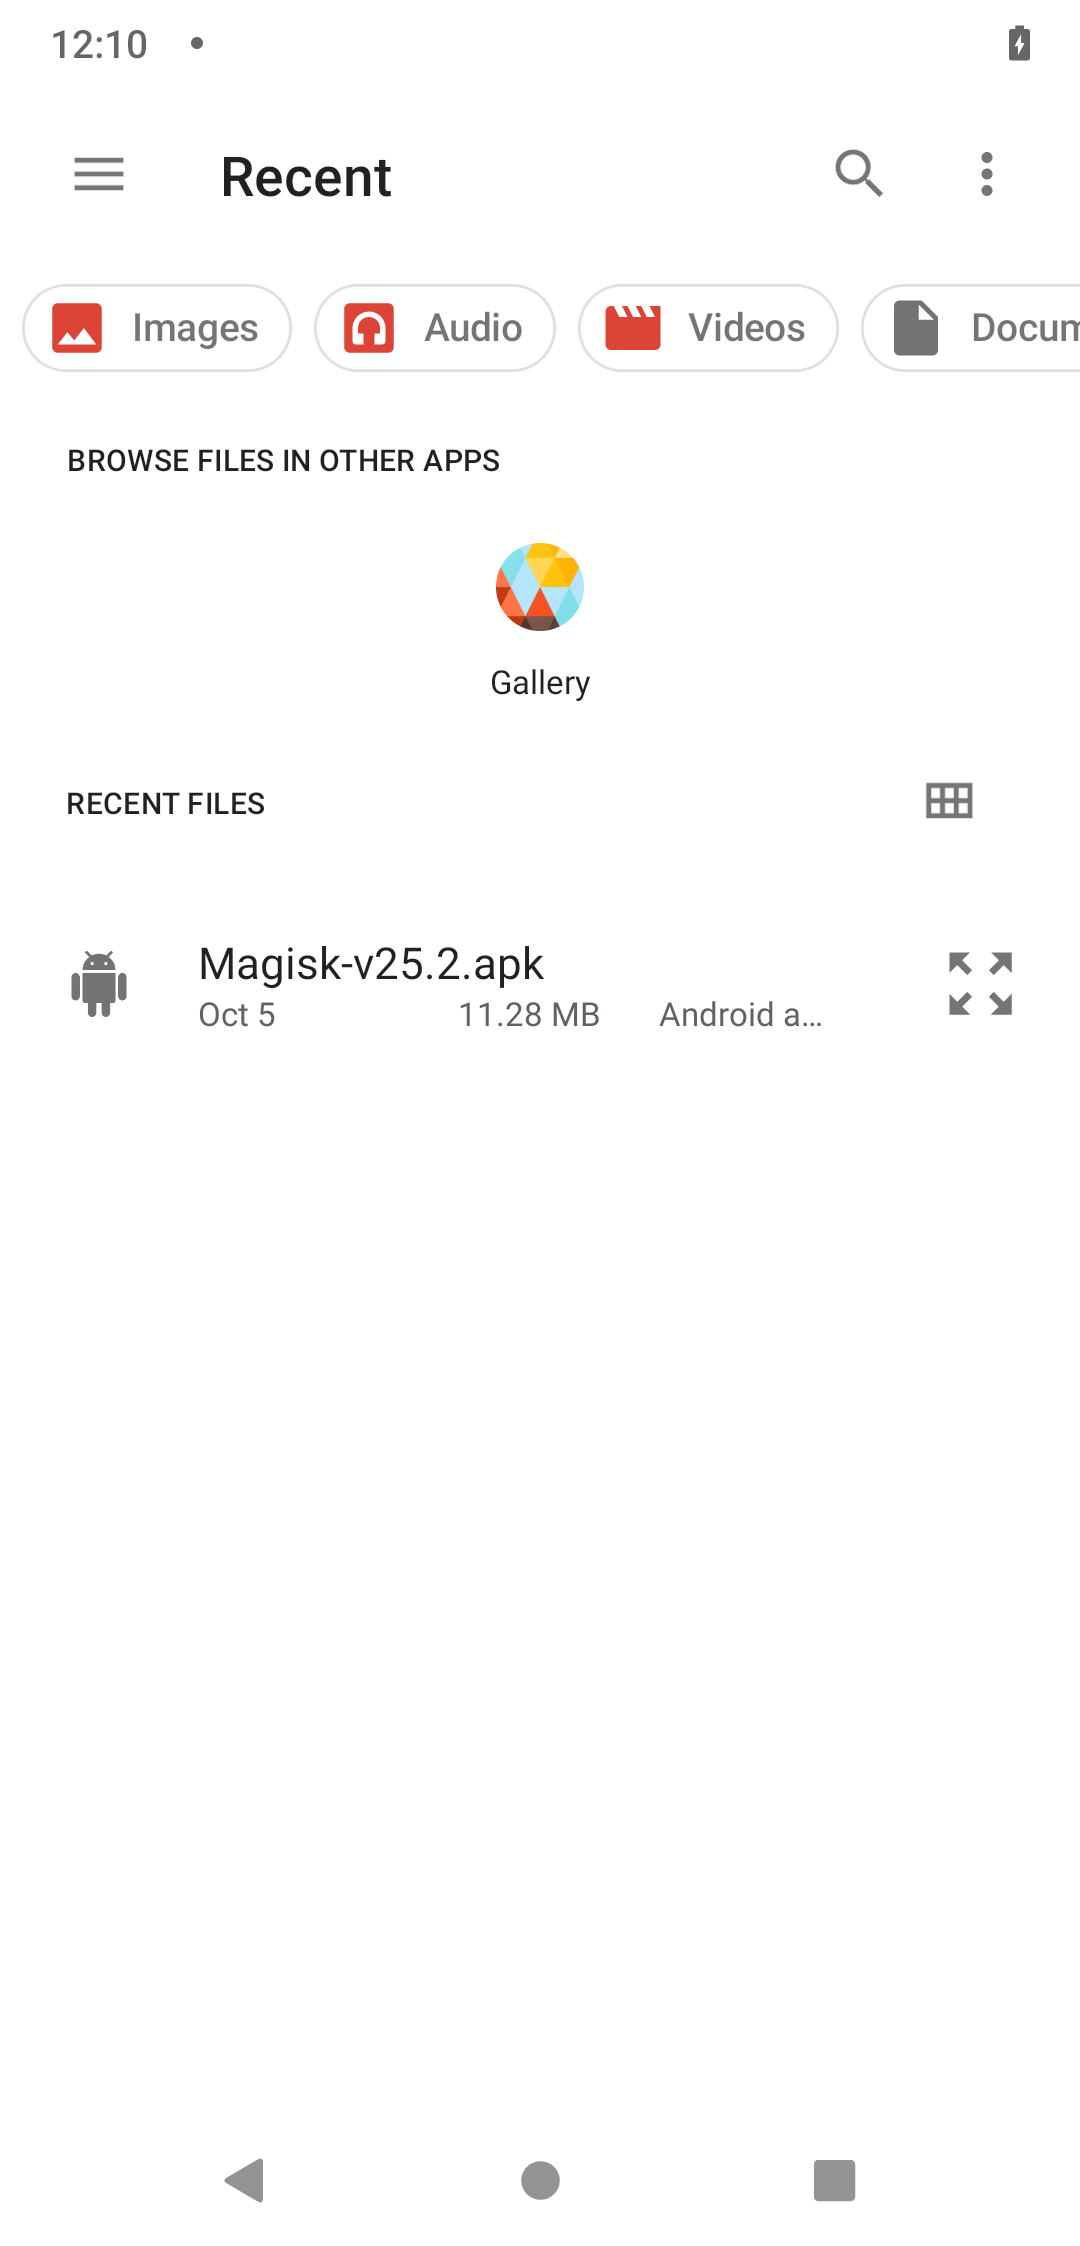 12:10
Recent
Images
Audio
Videos
Docum
BROWSE FILES IN OTHER APPS
Gallery
RECENT FILES
Magisk-v25.2.apk
Oct 5 11.28 MB Android a…